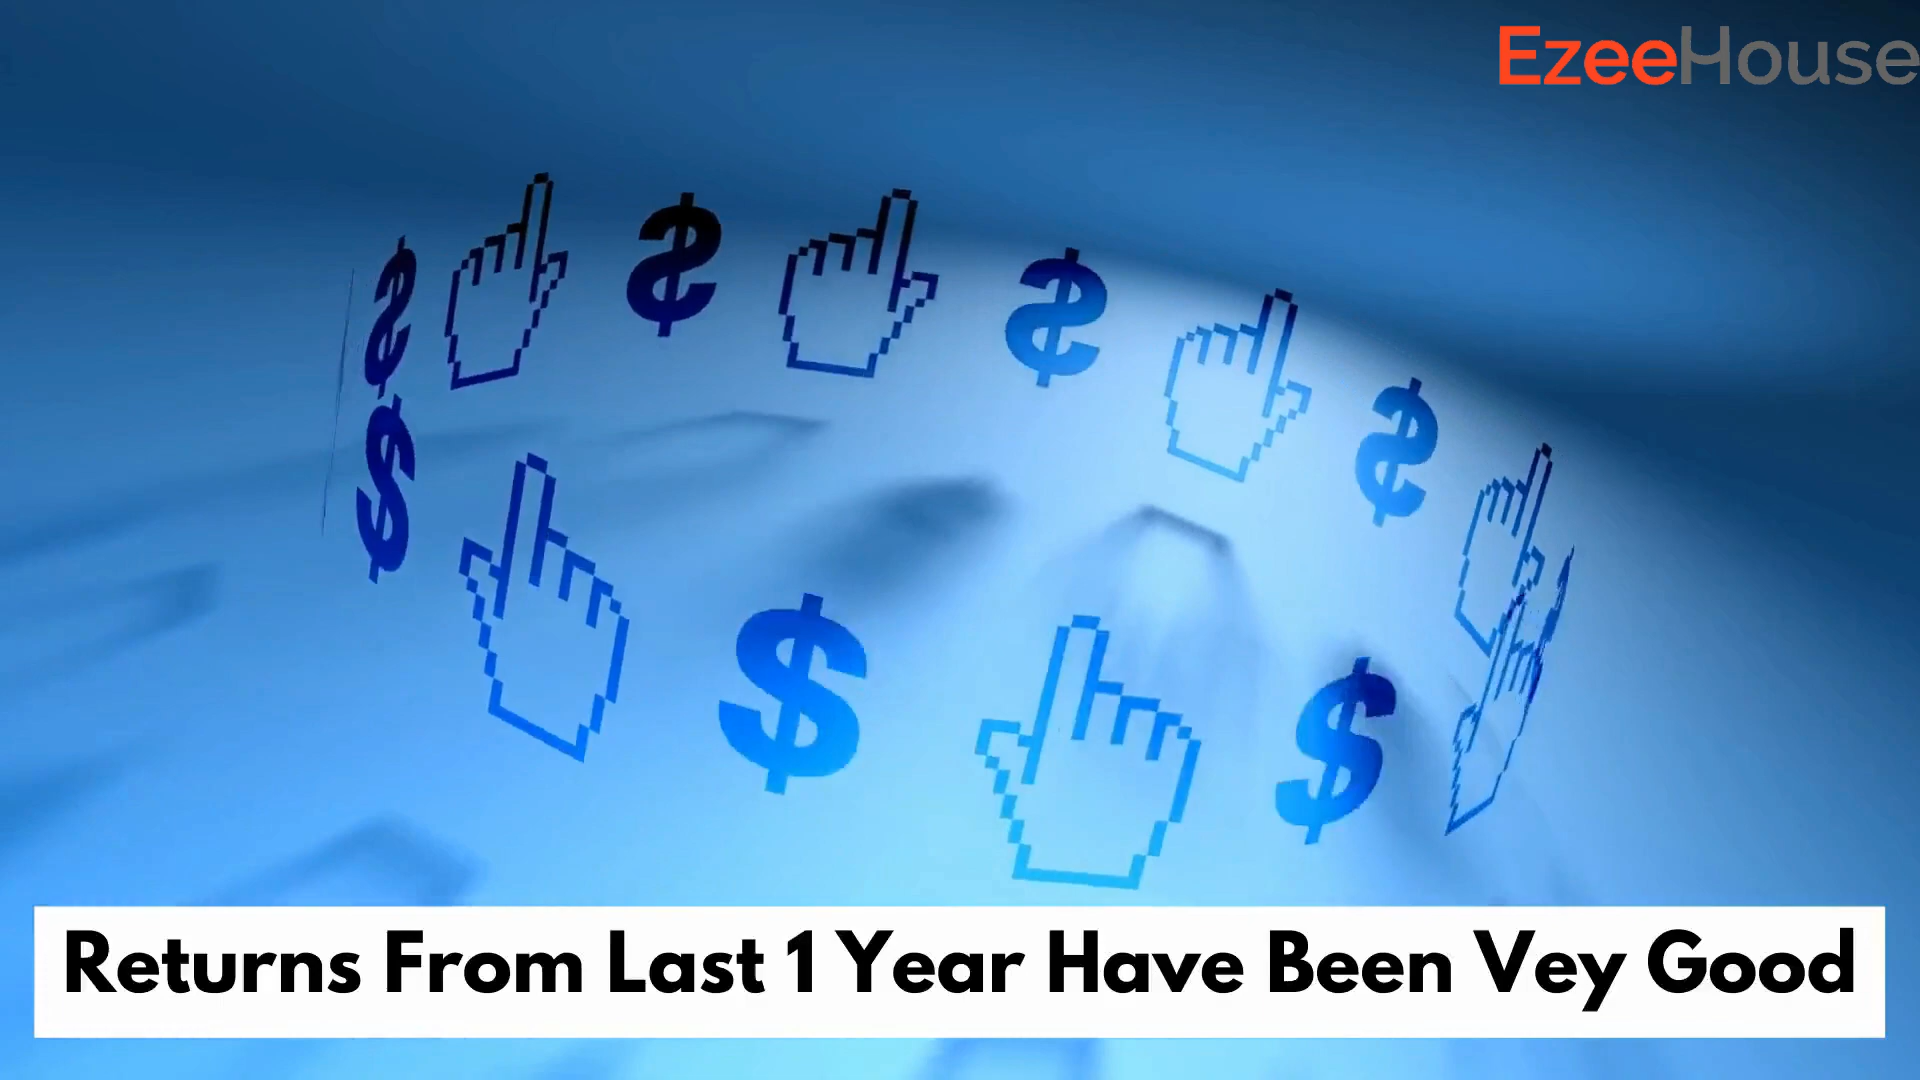 EzeeHouse
$ $ $ $ $
$ $ $
Returns From Last 1 Year Have Been Vey Good